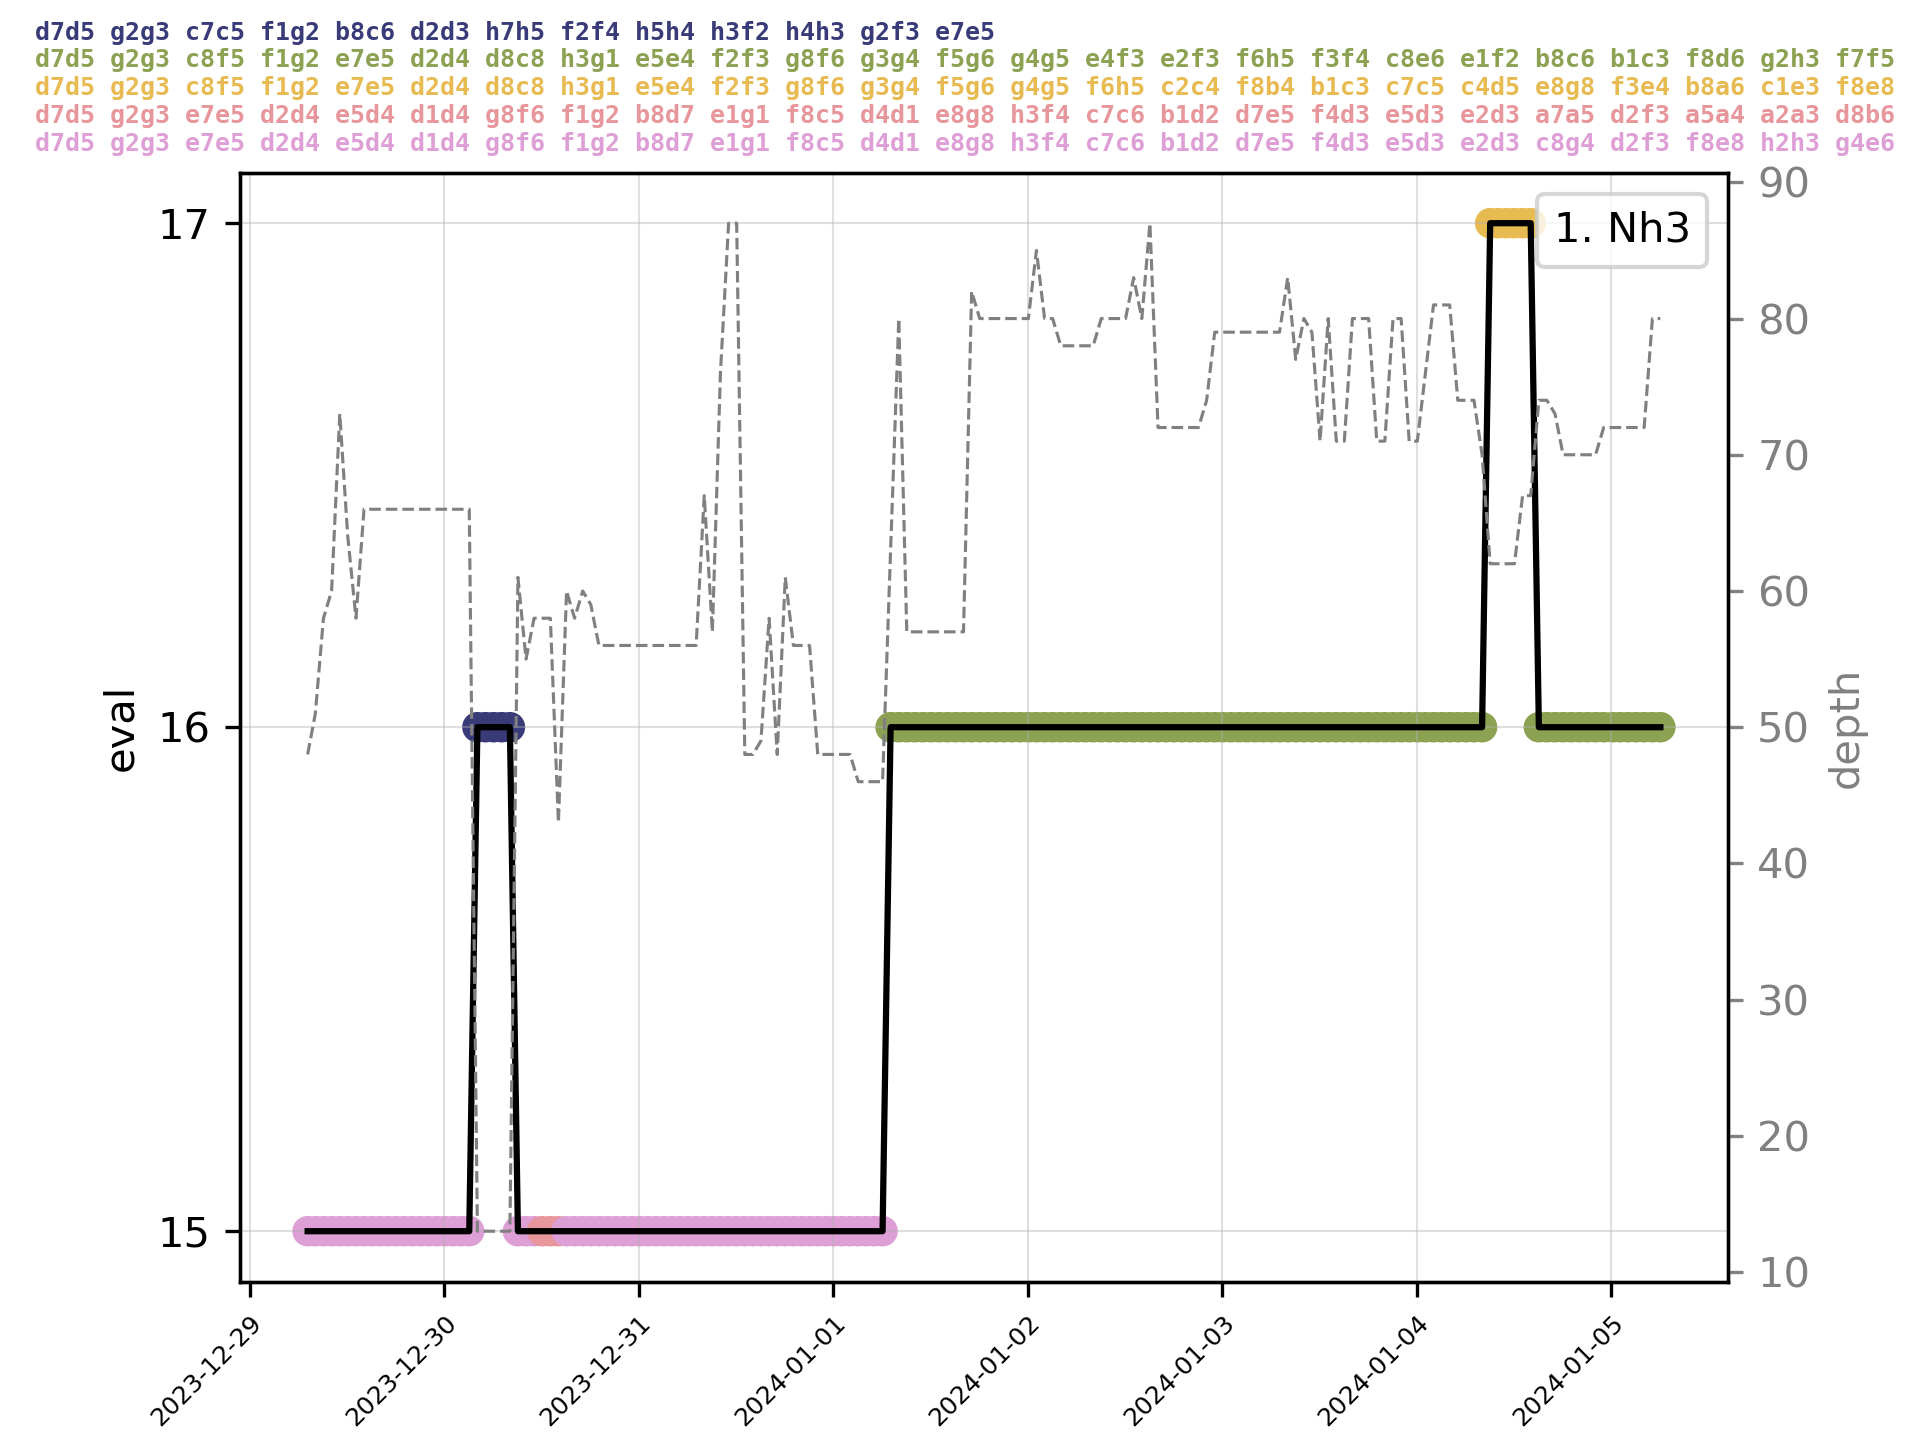 d7d5 g2g3 c7c5 f1g2 b8c6 d2d3 h7h5 f2f4 h5h4 h3f2 h4h3 g2f3 e7e5
d7d5 g2g3 c8f5 f1g2 e7e5 d2d4 d8c8 h3g1 e5e4 f2f3 g8f6 g3g4 f5g6 g4g5 e4f3 e2f3 f6h5 f3f4 c8e6 e1f2 b8c6 b1c3 f8d6 g2h3 f7f5
d7d5 g2g3 c8f5 f1g2 e7e5 d2d4 d8c8 h3g1 e5e4 f2f3 g8f6 g3g4 f5g6 g4g5 f6h5 c2c4 f8b4 b1c3 c7c5 c4d5 e8g8 f3e4 b8a6 c1e3 f8e8
d7d5 g2g3 e7e5 d2d4 e5d4 d1d4 g8f6 f1g2 b8d7 e1g1 f8c5 d4d1 e8g8 h3f4 c7c6 b1d2 d7e5 f4d3 e5d3 e2d3 a7a5 d2f3 a5a4 a2a3 d8b6
d7d5 g2g3 e7e5 d2d4 e5d4 d1d4 g8f6 f1g2 b8d7 e1g1 f8c5 d4d1 e8g8 h3f4 c7c6 b1d2 d7e5 f4d3 e5d3 e2d3 c8g4 d2f3 f8e8 h2h3 g4e6
1. Nh3
eval
17
16
15
90
80
70
60
50
40
30
20
10
depth
2023-12-29
2023-12-30
2023-12-31
2024-01-01
2024-01-02
2024-01-03
2024-01-04
2024-01-05